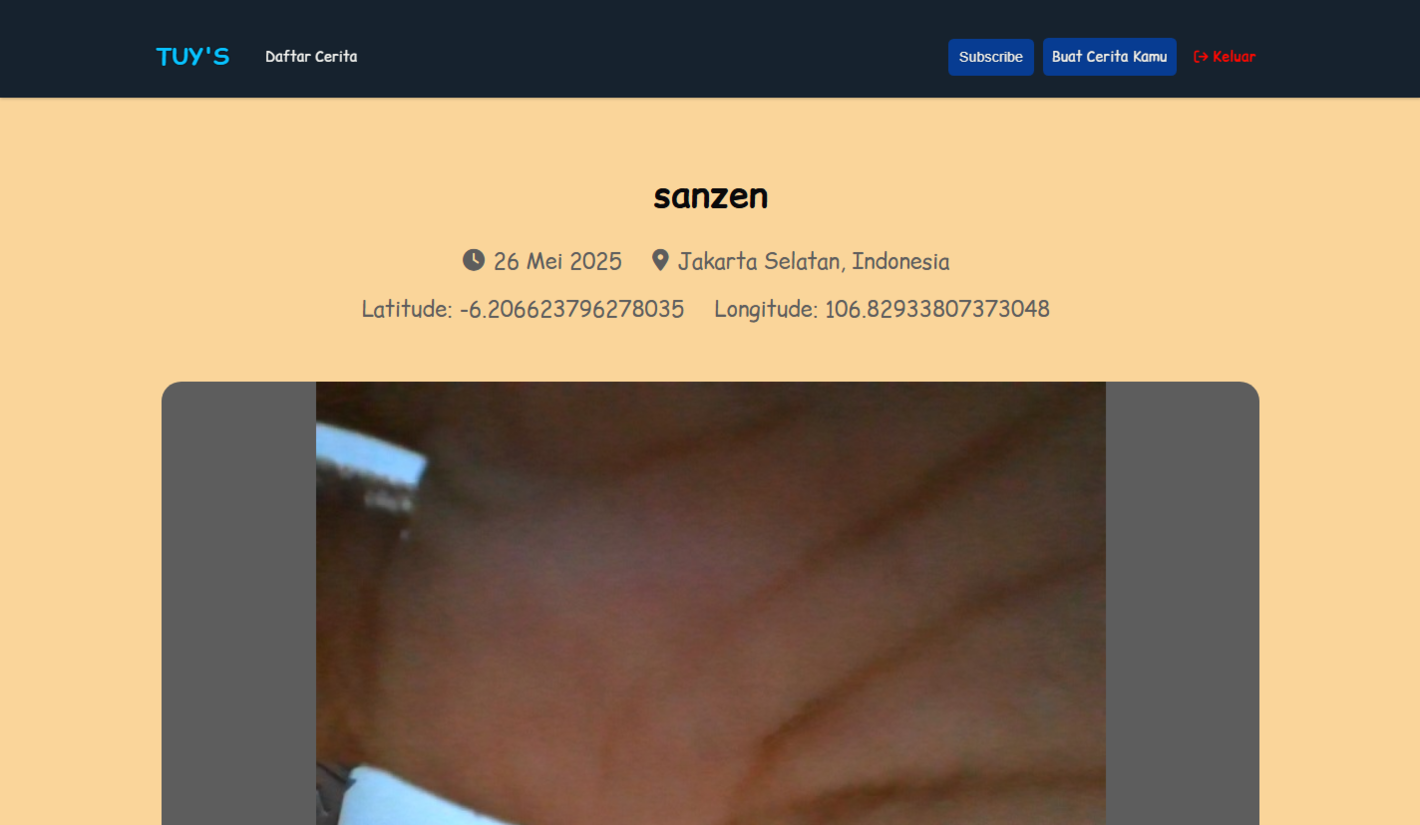 TUY'S Daftar Cerita Subscribe Buat Cerita Kamu Keluar
sanzen
26 Mei 2025 Jakarta Selatan, Indonesia
Latitude: -6.206623796278035 Longitude: 106.82933807373048